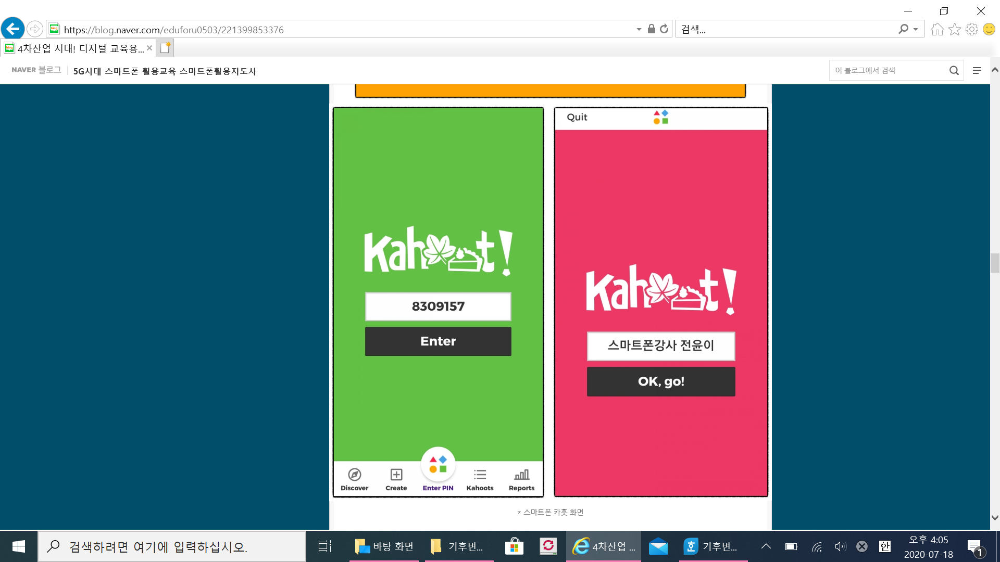 https://blog.naver.com/eduforu0503/221399853376
검색...
4차산업 시대! 디지털 교육용...
NAVER 블로그
5G시대 스마트폰 활용교육 스마트폰활용지도사
이 블로그에서 검색
Kahoot!
8309157
Enter
Discover
Create
Enter PIN
Kahoots
Reports
Quit
Kahoot!
스마트폰강사 전윤이
OK, go!
* 스마트폰 카훗 화면
검색하려면 여기에 입력하십시오.
바탕 화면
기후변...
4차산업 ...
기후변...
한
오후 4:05
2020-07-18
1